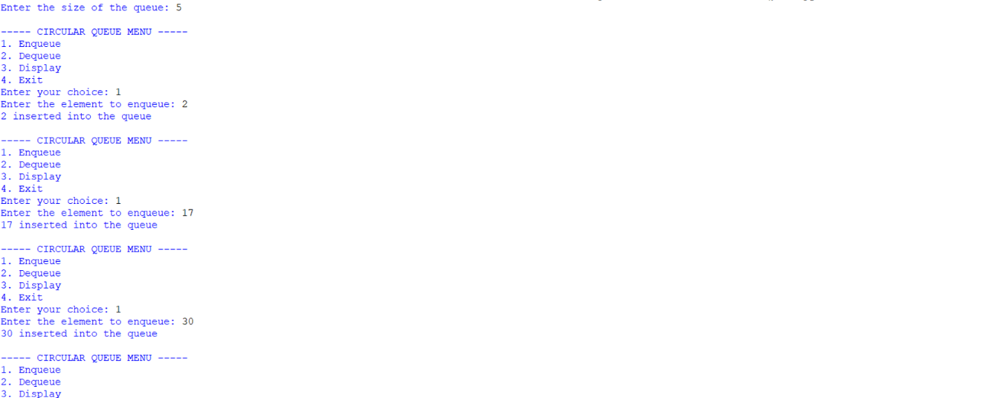 Enter the size of the queue: 5
----- CIRCULAR QUEUE MENU -----
1. Enqueue
2. Dequeue
3. Display
4. Exit
Enter your choice: 1
Enter the element to enqueue: 2
2 inserted into the queue
----- CIRCULAR QUEUE MENU -----
1. Enqueue
2. Dequeue
3. Display
4. Exit
Enter your choice: 1
Enter the element to enqueue: 17
17 inserted into the queue
----- CIRCULAR QUEUE MENU -----
1. Enqueue
2. Dequeue
3. Display
4. Exit
Enter your choice: 1
Enter the element to enqueue: 30
30 inserted into the queue
----- CIRCULAR QUEUE MENU -----
1. Enqueue
2. Dequeue
3. Display